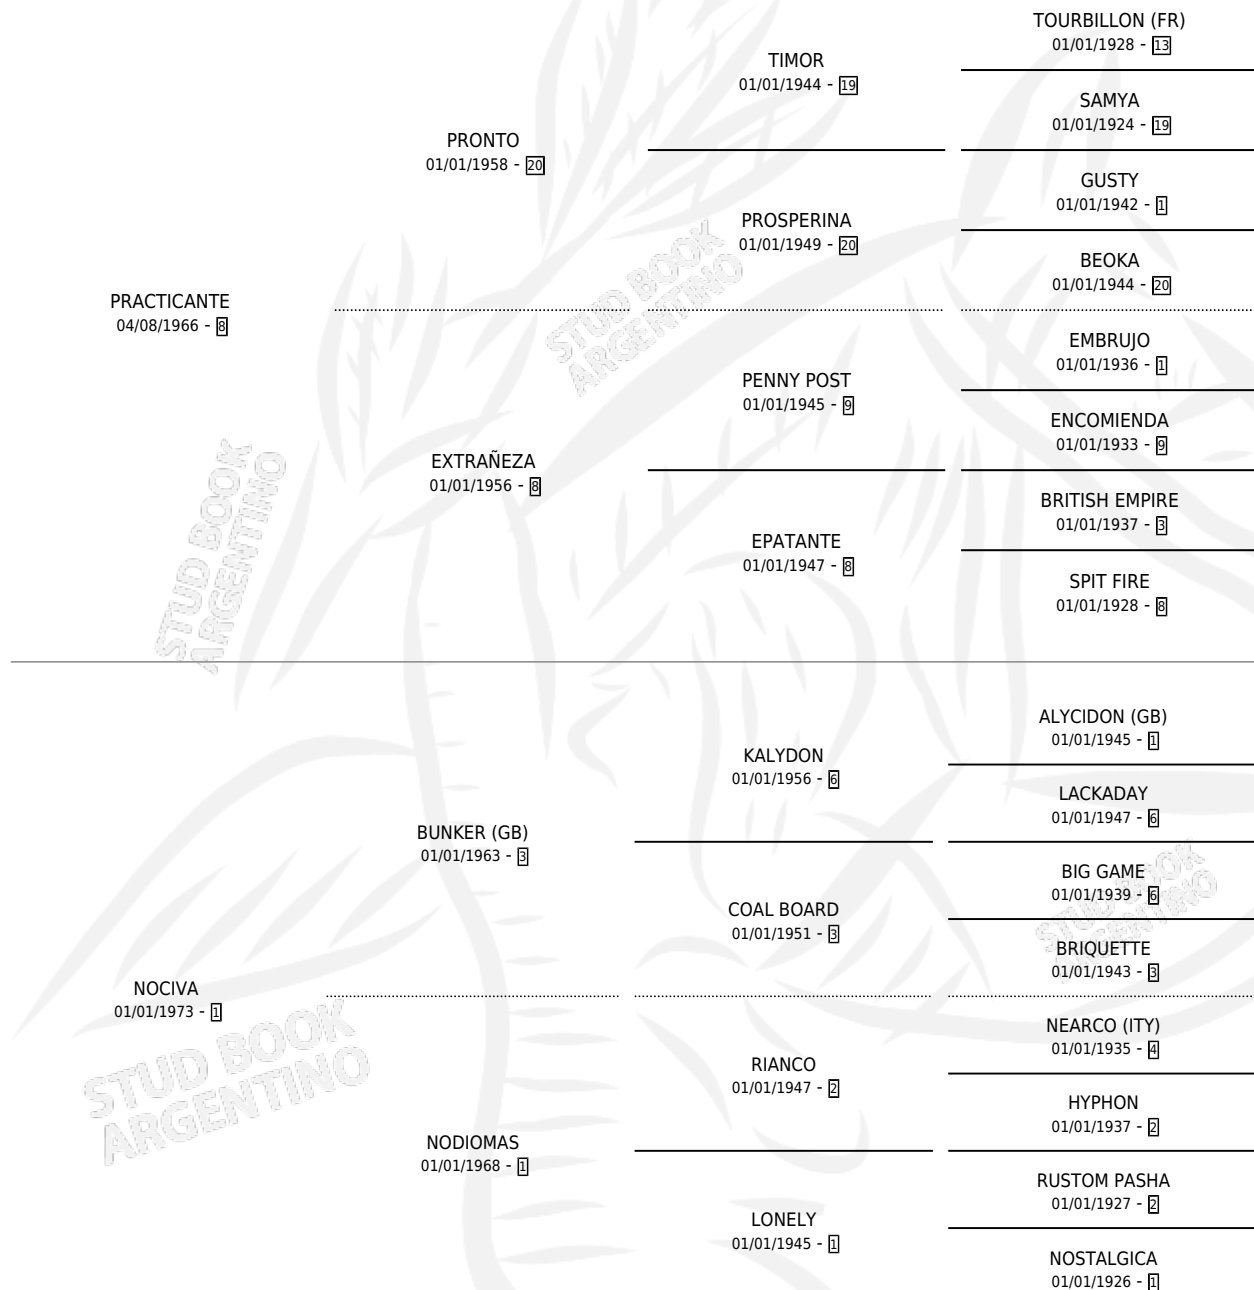 TOURBILLON (FR)
01/01/1928 - 13
TIMOR
01/01/1944 - 19
SAMYA
01/01/1924 - 19
PRONTO
01/01/1958 - 20
GUSTY
01/01/1942 - 1
PROSPERINA
01/01/1949 - 20
BEOKA
01/01/1944 - 20
PRACTICANTE
04/08/1966 - 8
EMBRUJO
01/01/1936 - 1
PENNY POST
01/01/1945 - 9
ENCOMIENDA
01/01/1933 - 9
EXTRAÑEZA
01/01/1956 - 8
BRITISH EMPIRE
01/01/1937 - 3
EPATANTE
01/01/1947 - 8
SPIT FIRE
01/01/1928 - 8
STUD BOOK
ARGENTINO
STUD BOOK
ARGENTINO
ALYCIDON (GB)
01/01/1945 - 1
KALYDON
01/01/1956 - 6
LACKADAY
01/01/1947 - 6
BUNKER (GB)
01/01/1963 - 3
BIG GAME
01/01/1939 - 6
COAL BOARD
01/01/1951 - 3
BRIQUETTE
01/01/1943 - 3
STUD BOOK
ARGENTINO
NOCIVA
01/01/1973 - 1
NEARCO (ITY)
01/01/1935 - 4
RIANCO
01/01/1947 - 2
HYPHON
01/01/1937 - 2
NODIOMAS
01/01/1968 - 1
RUSTOM PASHA
01/01/1927 - 2
LONELY
01/01/1945 - 1
NOSTALGICA
01/01/1926 - 1
STUD BOOK
ARGENTINO